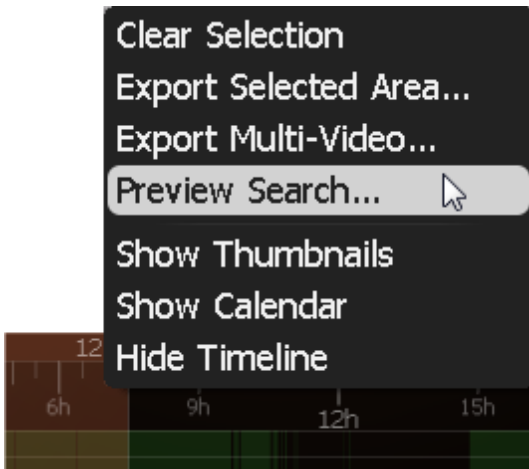 Clear Selection
Export Selected Area...
Export Multi-Video...
Preview Search...
Show Thumbnails
Show Calendar
Hide Timeline
12
6h 9h 12h 15h